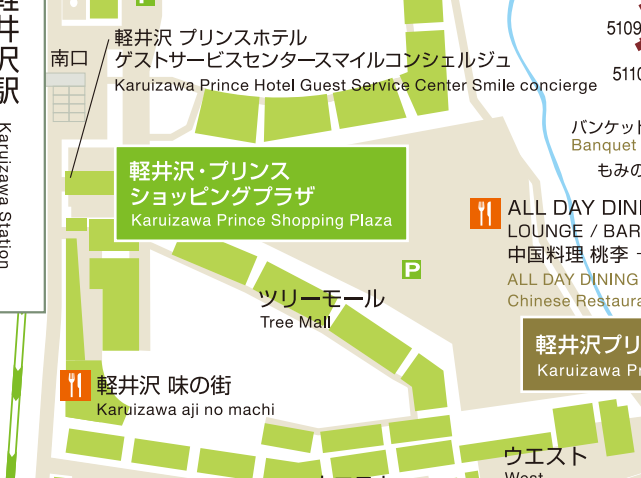 軽井沢駅
Karuizawa Station
南口
P
軽井沢 プリンスホテル
ゲストサービスセンタースマイルコンシェルジュ
Karuizawa Prince Hotel Guest Service Center Smile concierge
5109
5110
バンケット
Banquet
もみの
軽井沢・プリンス
ショッピングプラザ
Karuizawa Prince Shopping Plaza
ALL DAY DINI
LOUNGE / BAR
中国料理 桃李
ALL DAY DINING
Chinese Restaura
P
ツリーモール
Tree Mall
軽井沢プリ
Karuizawa Pr
軽井沢 味の街
Karuizawa aji no machi
ウエスト
West